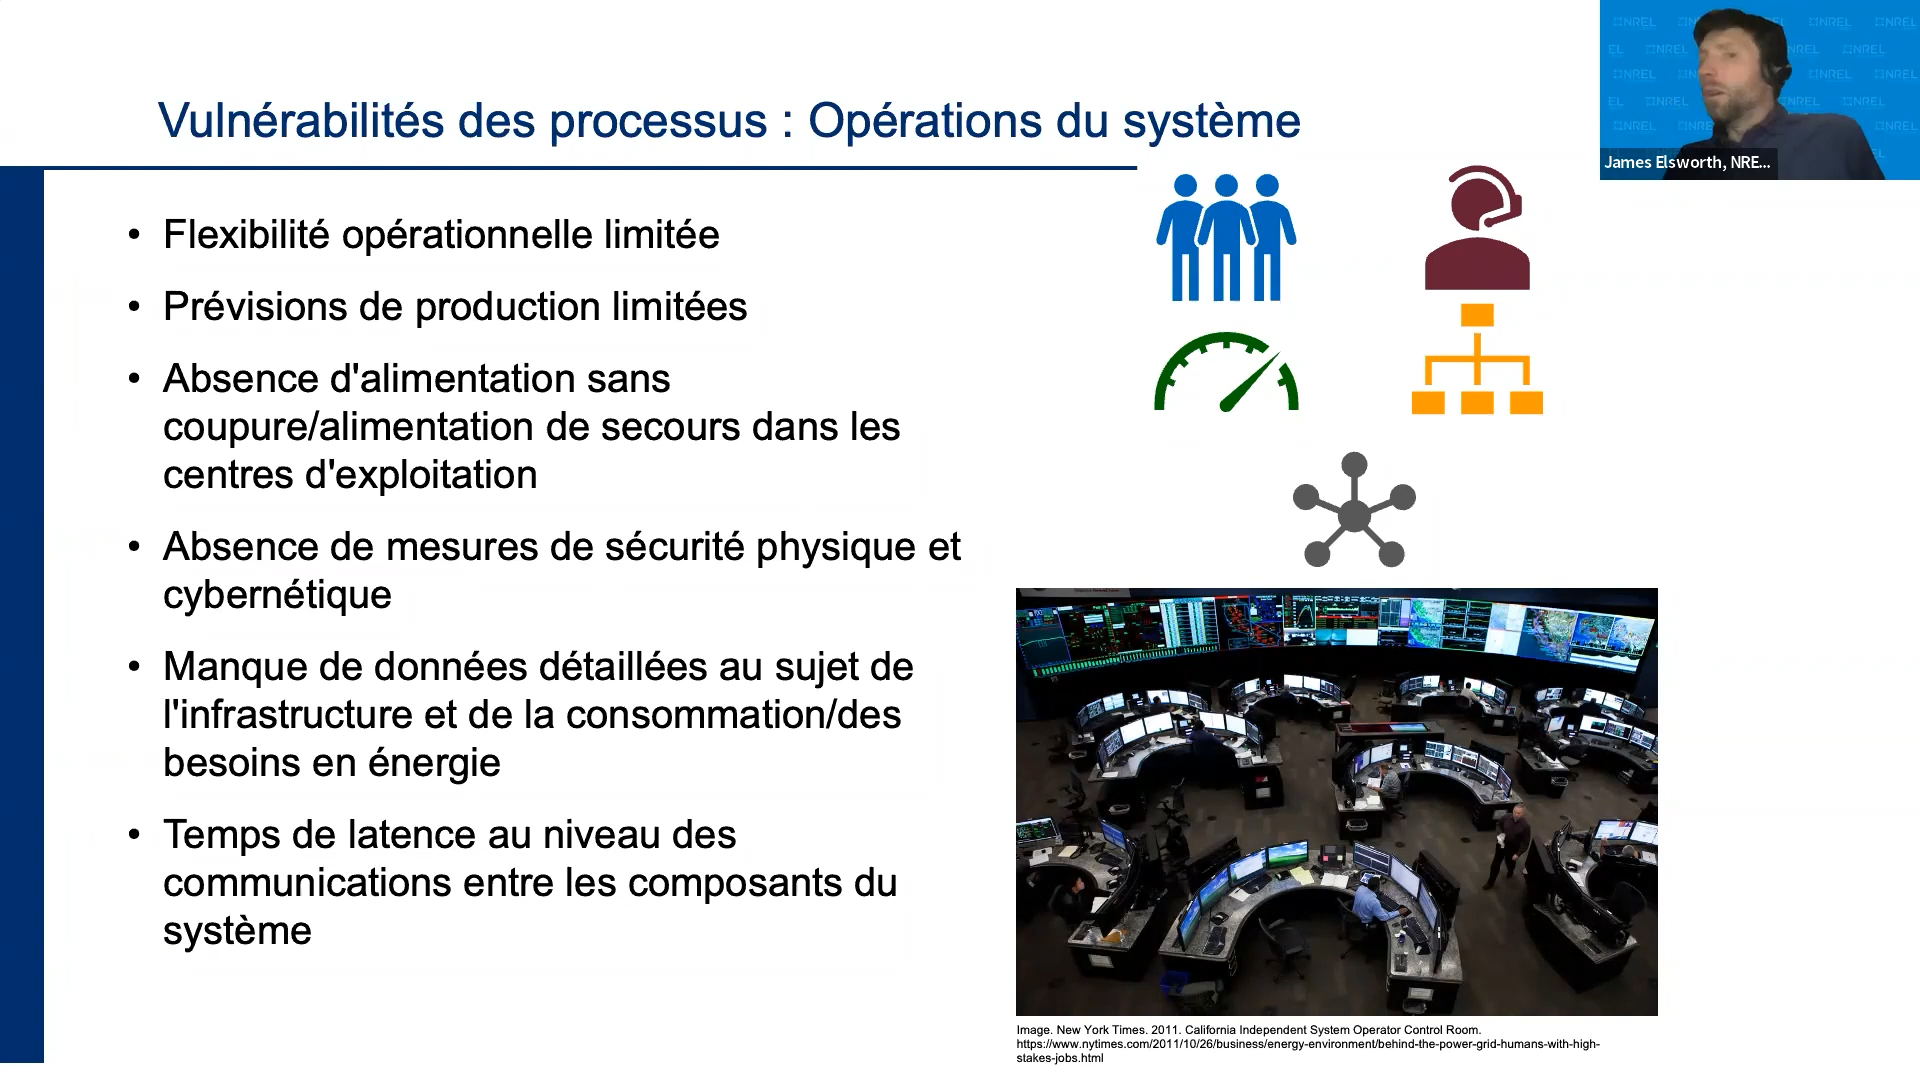 Vulnérabilités des processus : Opérations du système
• Flexibilité opérationnelle limitée
• Prévisions de production limitées
• Absence d'alimentation sans
coupure/alimentation de secours dans les
centres d'exploitation
• Absence de mesures de sécurité physique et
cybernétique
• Manque de données détaillées au sujet de
l'infrastructure et de la consommation/des
besoins en énergie
• Temps de latence au niveau des
communications entre les composants du
système
NREL
James Elsworth, NRE...
Image. New York Times. 2011. California Independent System Operator Control Room.
https://www.nytimes.com/2011/10/26/business/energy-environment/behind-the-power-grid-humans-with-high-
stakes-jobs.html